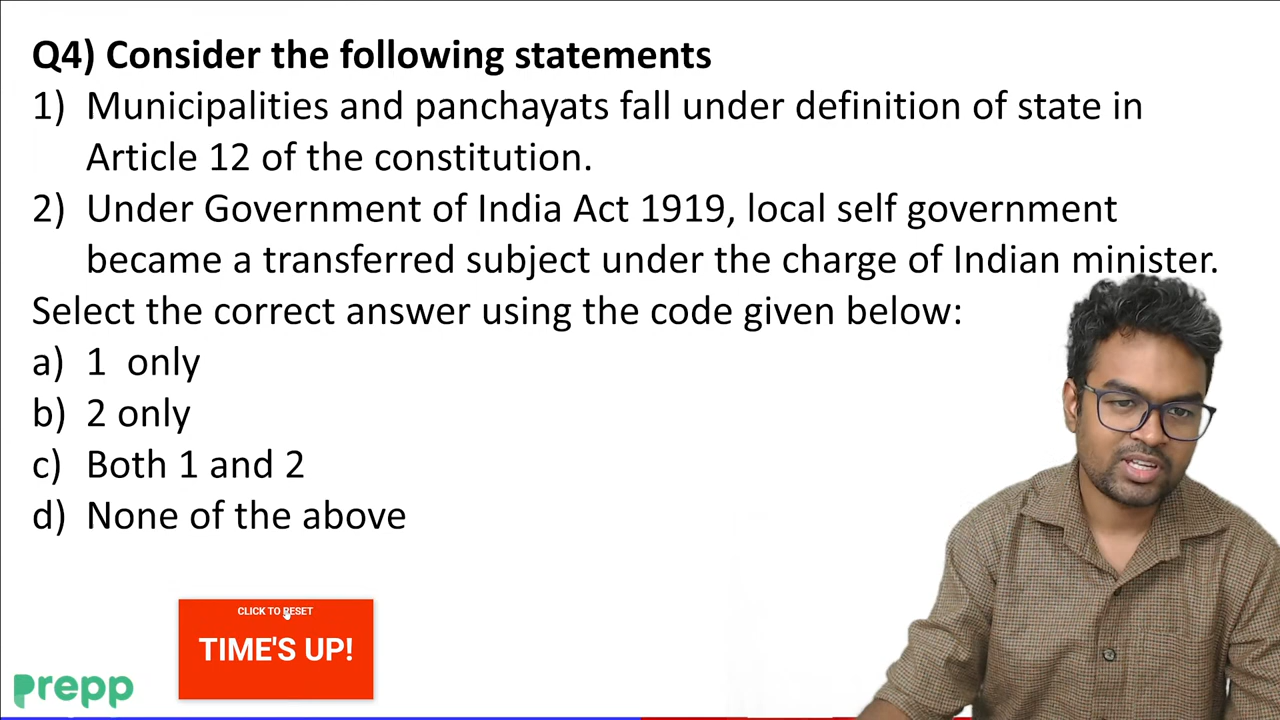 Q4) Consider the following statements
1) Municipalities and panchayats fall under definition of state in
Article 12 of the constitution.
2) Under Government of India Act 1919, local self government
became a transferred subject under the charge of Indian minister.
Select the correct answer using the code given below:
a) 1 only
b) 2 only
c) Both 1 and 2
d) None of the above
CLICK TO RESET
TIME'S UP!
prepp